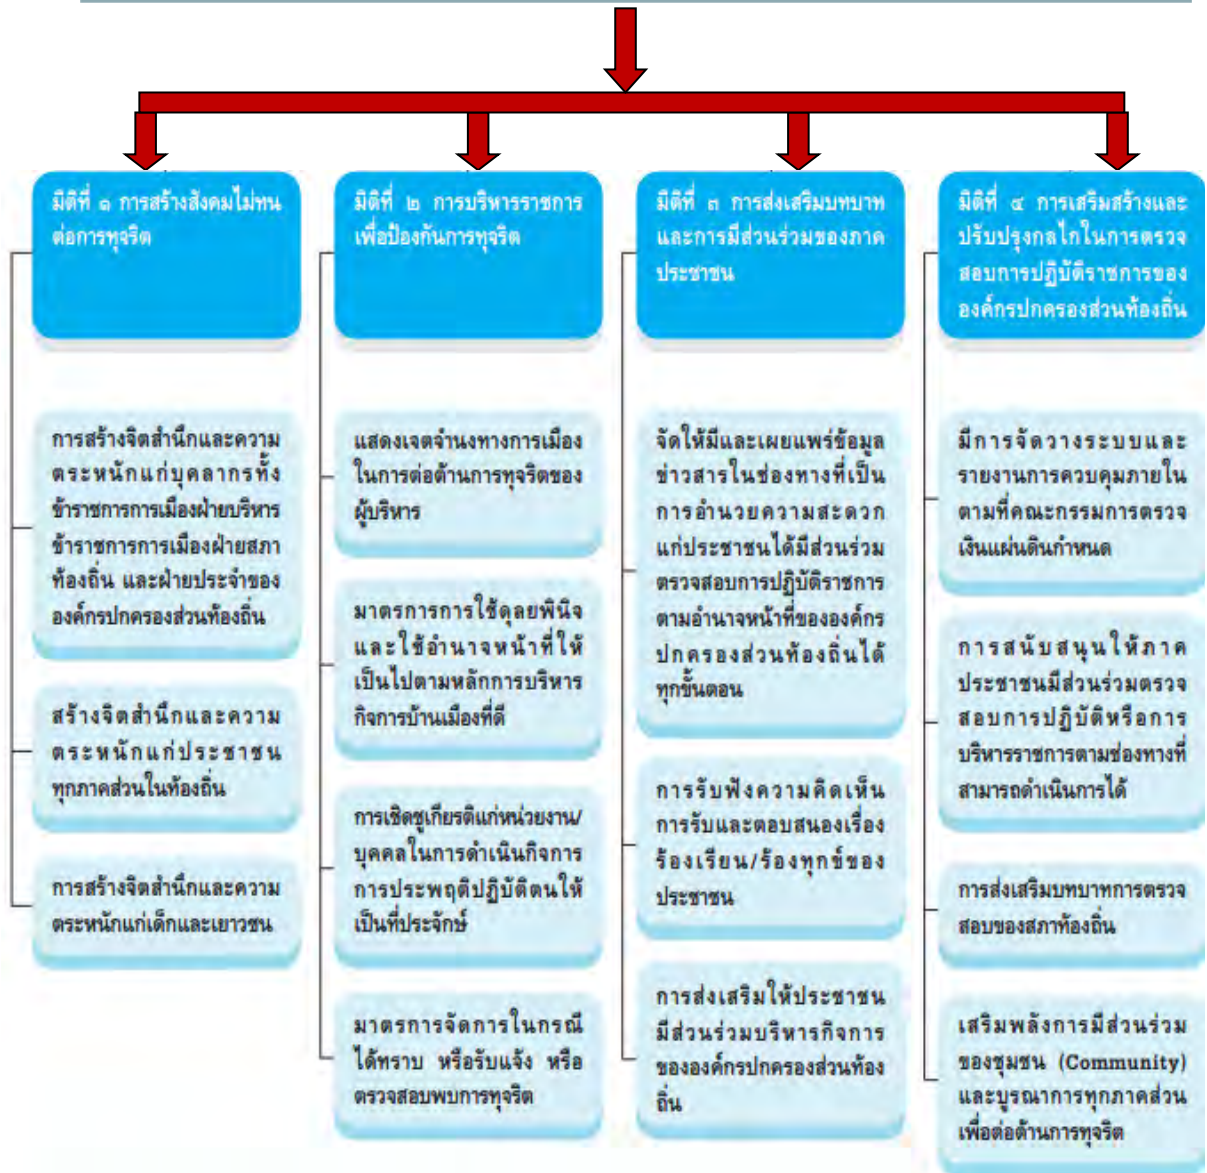 มิติที่ ๑ การสร้างสังคมไม่ทน
ต่อการทุจริต
การสร้างจิตสำนึกและความ
ตระหนักแก่บุคลากรทั้ง
ข้าราชการการเมืองฝ่ายบริหาร
ข้าราชการการเมืองฝ่ายสภา
ท้องถิ่น และฝ่ายประจำของ
องค์กรปกครองส่วนท้องถิ่น
สร้างจิตสำนึกและความ
ตระหนักแก่ประชาชน
ทุกภาคส่วนในท้องถิ่น
การสร้างจิตสำนึกและความ
ตระหนักแก่เด็กและเยาวชน
มิติที่ ๒ การบริหารราชการ
เพื่อป้องกันการทุจริต
แสดงเจตจำนงทางการเมือง
ในการต่อต้านการทุจริตของ
ผู้บริหาร
มาตรการการใช้ดุลยพินิจ
และใช้อำนาจหน้าที่ให้
เป็นไปตามหลักการบริหาร
กิจการบ้านเมืองที่ดี
การเชิดชูเกียรติแก่หน่วยงาน/
บุคคลในการดำเนินกิจการ
การประพฤติปฏิบัติตนให้
เป็นที่ประจักษ์
มาตรการจัดการในกรณี
ได้ทราบ หรือรับแจ้ง หรือ
ตรวจสอบพบการทุจริต
มิติที่ ๓ การส่งเสริมบทบาท
และการมีส่วนร่วมของภาค
ประชาชน
จัดให้มีและเผยแพร่ข้อมูล
ข่าวสารในช่องทางที่เป็น
การอำนวยความสะดวก
แก่ประชาชนได้มีส่วนร่วม
ตรวจสอบการปฏิบัติราชการ
ตามอำนาจหน้าที่ขององค์กร
ปกครองส่วนท้องถิ่นได้
ทุกขั้นตอน
การรับฟังความคิดเห็น
การรับและตอบสนองเรื่อง
ร้องเรียน/ร้องทุกข์ของ
ประชาชน
การส่งเสริมให้ประชาชน
มีส่วนร่วมบริหารกิจการ
ขององค์กรปกครองส่วนท้อง
ถิ่น
มิติที่ ๔ การเสริมสร้างและ
ปรับปรุงกลไกในการตรวจ
สอบการปฏิบัติราชการของ
องค์กรปกครองส่วนท้องถิ่น
มีการจัดวางระบบและ
รายงานการควบคุมภายใน
ตามที่คณะกรรมการตรวจ
เงินแผ่นดินกำหนด
การสนับสนุนให้ภาค
ประชาชนมีส่วนร่วมตรวจ
สอบการปฏิบัติหรือการ
บริหารราชการตามช่องทางที่
สามารถดำเนินการได้
การส่งเสริมบทบาทการตรวจ
สอบของสภาท้องถิ่น
เสริมพลังการมีส่วนร่วม
ของชุมชน (Community)
และบูรณาการทุกภาคส่วน
เพื่อต่อต้านการทุจริต